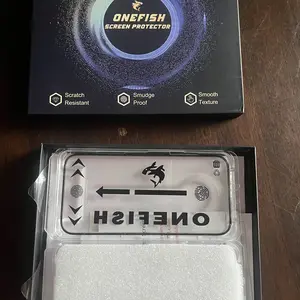 ONEFISH
SCREEN PROTECTOR
Scratch Resistant
Smudge Proof
Smooth Texture
ONEFISH